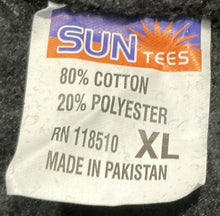 SUN TEES
80% COTTON
20% POLYESTER
RN 118510 XL
MADE IN PAKISTAN